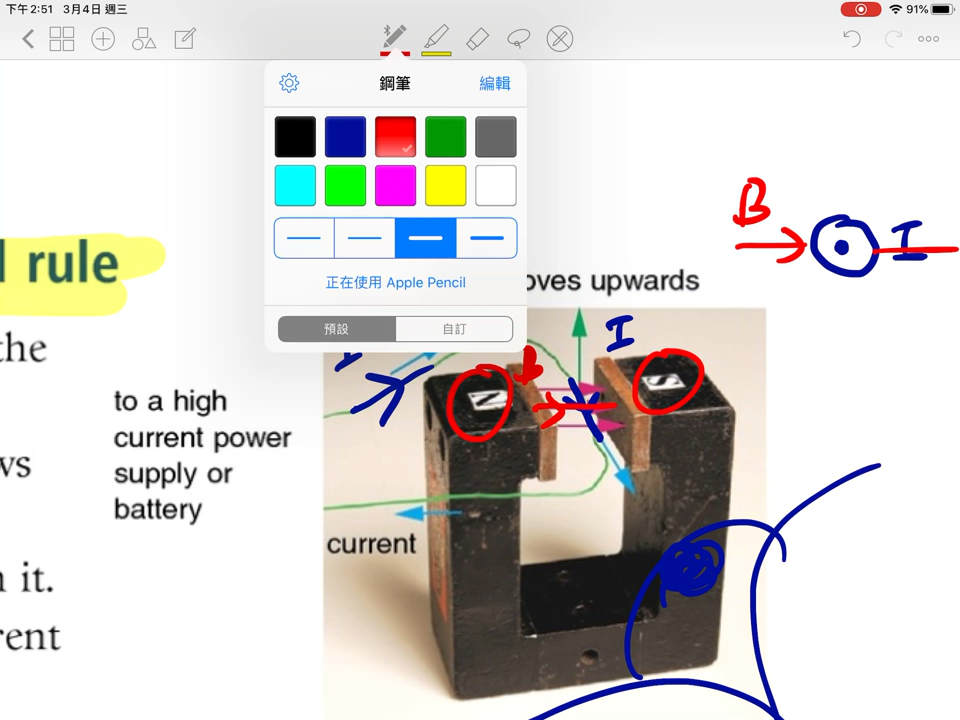 下午2:51 3月4日 週三
91%
鋼筆
編輯
正在使用 Apple Pencil
預設
自訂
rule
B
I
oves upwards
the
I
I
B
N
S
to a high
current power
supply or
battery
ws
current
n it.
rent